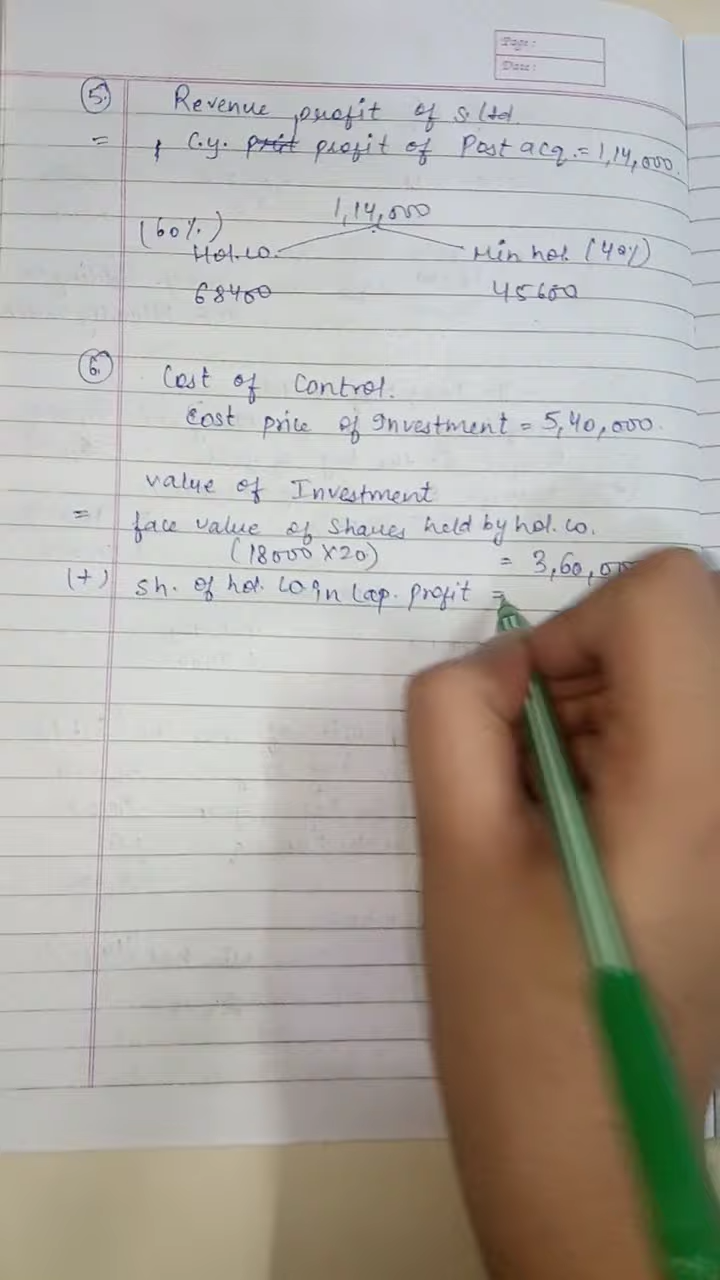 Page:
Date:
5. Revenue profit of S. Ltd.
= C.y. profit of Post acq. = 1,14,000.
1,14,000
(60%)
Hol. co. Min hol. (40%)
68400 45600
6. Cost of Control.
Cost price of Investment = 5,40,000.
Value of Investment
= face value of shares held by hol. co.
(18000 X 20) = 3,60,00
(+) Sh. of hol. co in Cap. Profit =